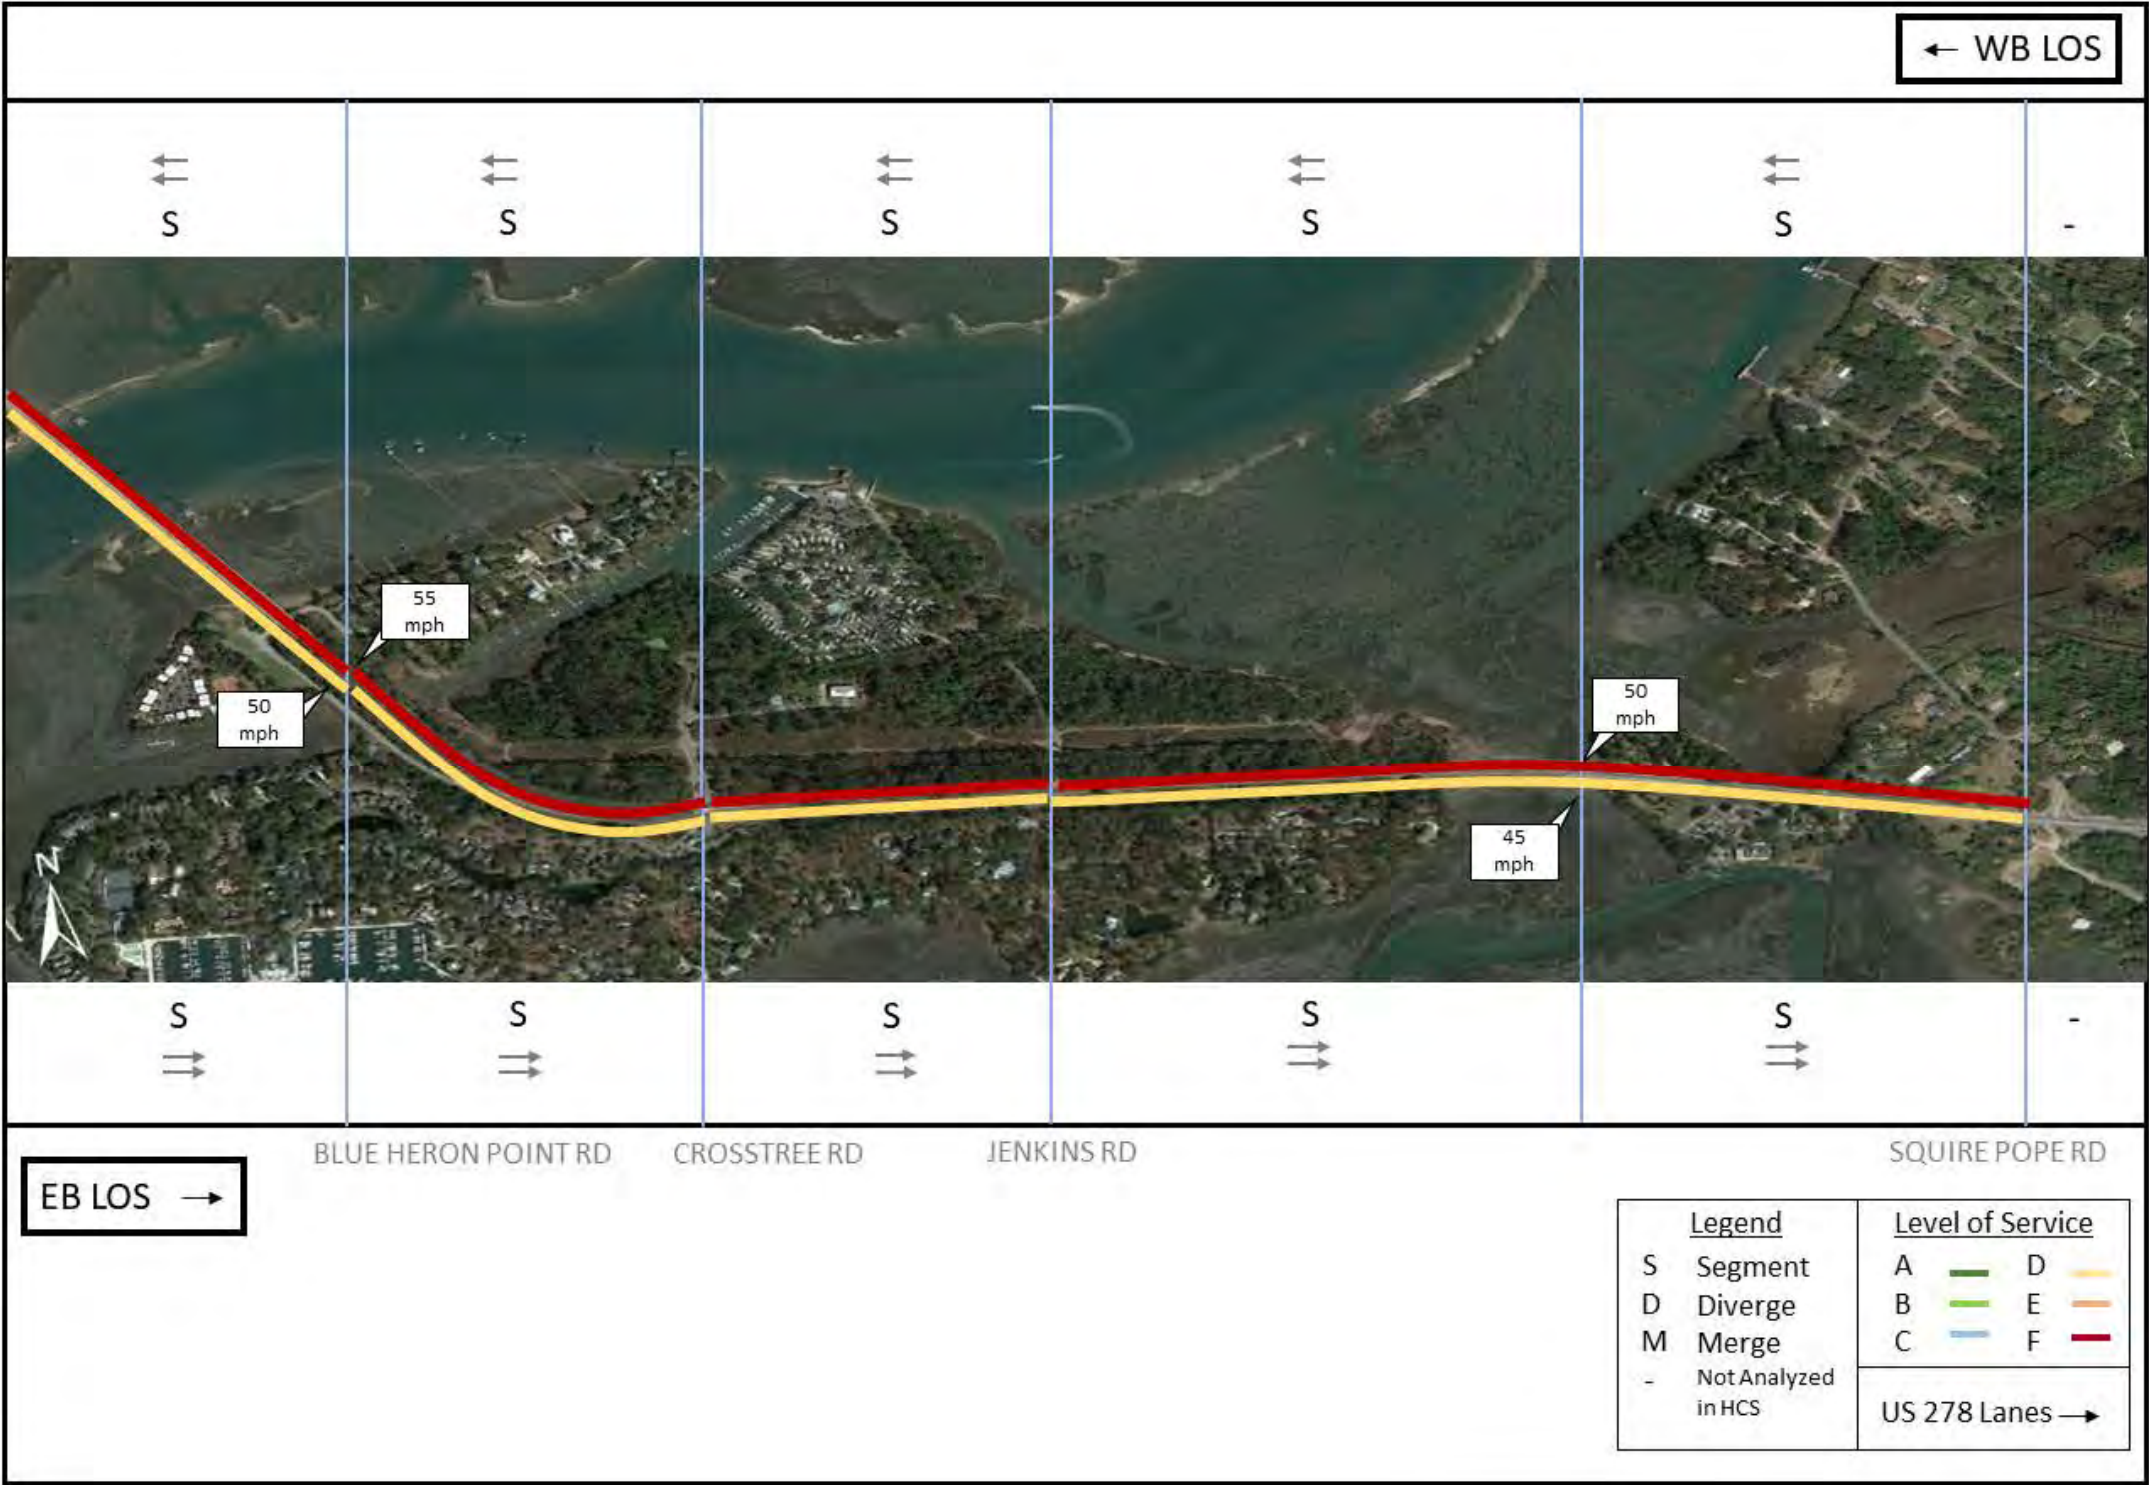 ← WB LOS
S S S S S -
55
mph
50
mph
50
mph
45
mph
N
S S S S S -
BLUE HERON POINT RD CROSSTREE RD JENKINS RD SQUIRE POPE RD
EB LOS →
Legend
S Segment
D Diverge
M Merge
- Not Analyzed
in HCS
Level of Service
A D
B E
C F
US 278 Lanes →